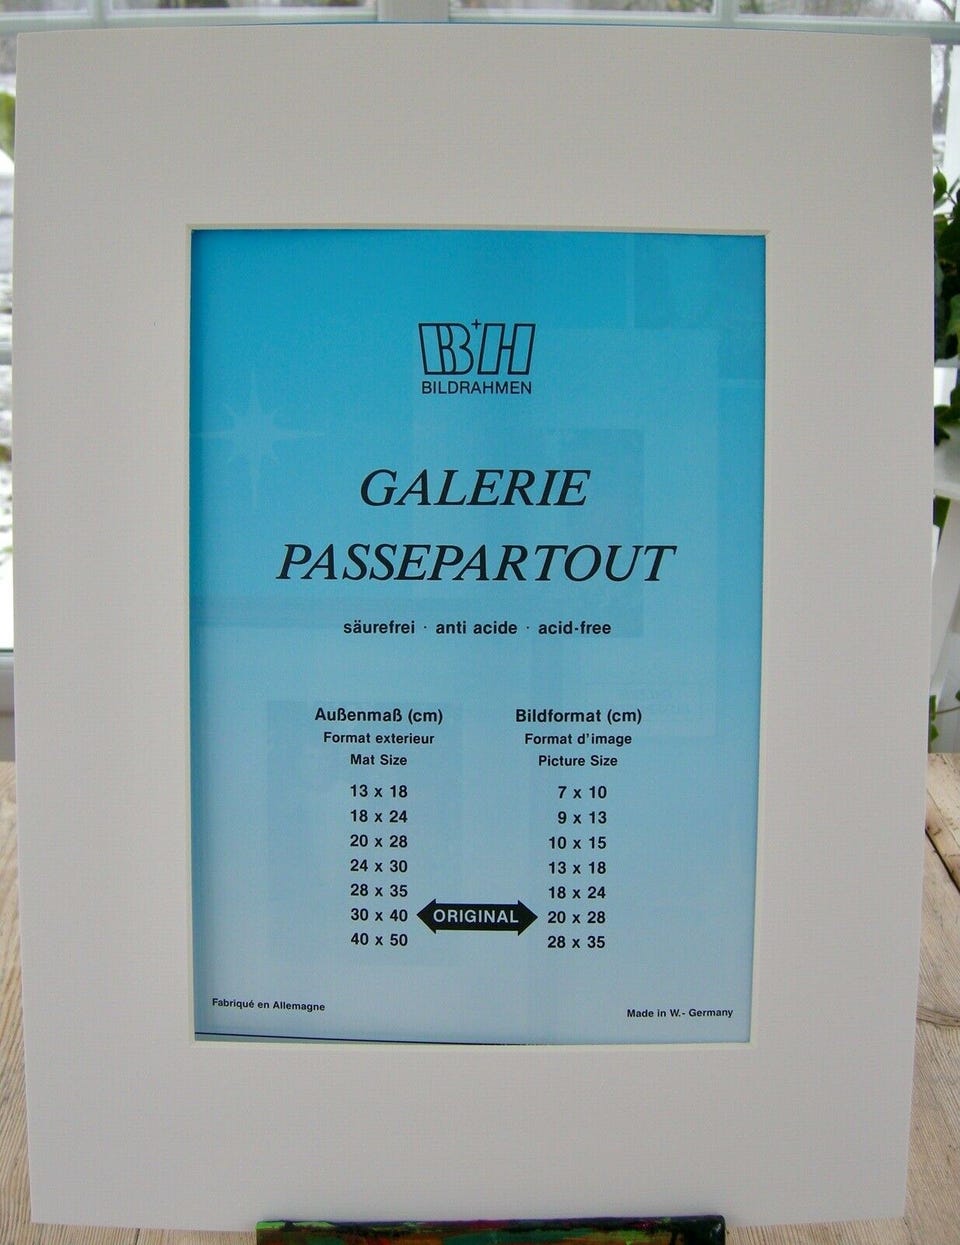 B+H
BILDRAHMEN
GALERIE
PASSEPARTOUT
säurefrei · anti acide · acid-free
Außenmaß (cm) Bildformat (cm)
Format exterieur Format d'image
Mat Size Picture Size
13 x 18 7 x 10
18 x 24 9 x 13
20 x 28 10 x 15
24 x 30 13 x 18
28 x 35 18 x 24
30 x 40 ORIGINAL 20 x 28
40 x 50 28 x 35
Fabriqué en Allemagne Made in W.- Germany